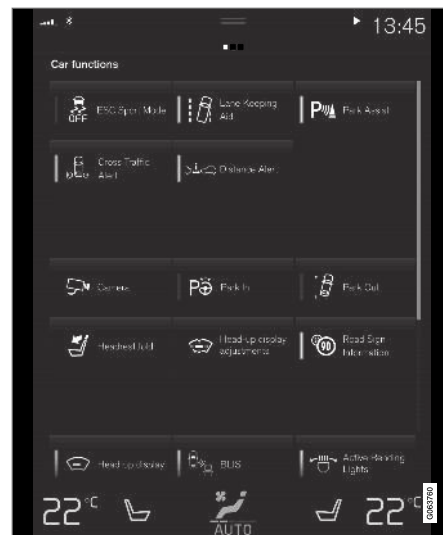 13:45
Car functions
OFF
ESC Sport Mode
Lane Keeping
Aid
P
Park Assist
Cross Traffic
Alert
Distance Alert
Camera
P
Park In
Park Out
Headrest fold
Head-up display
adjustments
90
Road Sign
Information
Head-up display
BLIS
Active Bending
Lights
22°C
AUTO
22°C
G063760